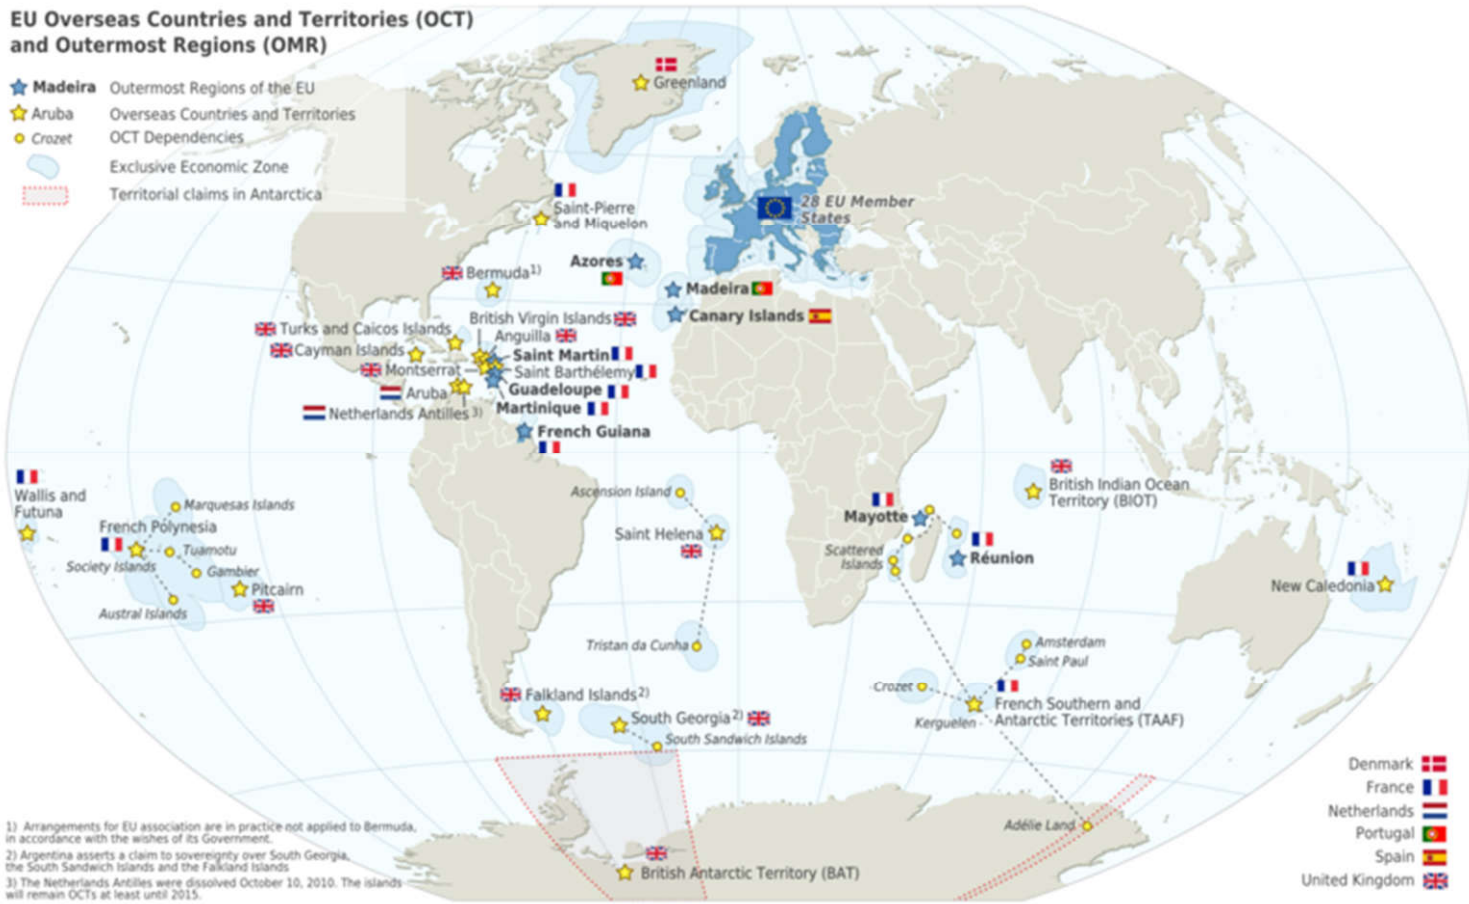 EU Overseas Countries and Territories (OCT)
and Outermost Regions (OMR)
Madeira Outermost Regions of the EU
Aruba Overseas Countries and Territories
Crozet OCT Dependencies
Exclusive Economic Zone
Territorial claims in Antarctica
Greenland
28 EU Member
States
Saint-Pierre
and Miquelon
Azores
Bermuda1)
Madeira
Canary Islands
British Virgin Islands
Turks and Caicos Islands
Anguilla
Cayman Islands
Saint Martin
Montserrat
Saint Barthélemy
Aruba
Guadeloupe
Netherlands Antilles 3)
Martinique
French Guiana
Wallis and
Futuna
Marquesas Islands
French Polynesia
Tuamotu
Society Islands
Gambier
Pitcairn
Austral Islands
Ascension Island
Saint Helena
Tristan da Cunha
British Indian Ocean
Territory (BIOT)
Mayotte
Scattered
Islands
Réunion
New Caledonia
Amsterdam
Saint Paul
Crozet
Kerguelen
French Southern and
Antarctic Territories (TAAF)
Falkland Islands2)
South Georgia2)
South Sandwich Islands
Adélie Land
British Antarctic Territory (BAT)
Denmark
France
Netherlands
Portugal
Spain
United Kingdom
1) Arrangements for EU association are in practice not applied to Bermuda,
in accordance with the wishes of its Government.
2) Argentina asserts a claim to sovereignty over South Georgia,
the South Sandwich Islands and the Falkland Islands
3) The Netherlands Antilles were dissolved October 10, 2010. The islands
will remain OCTs at least until 2015.